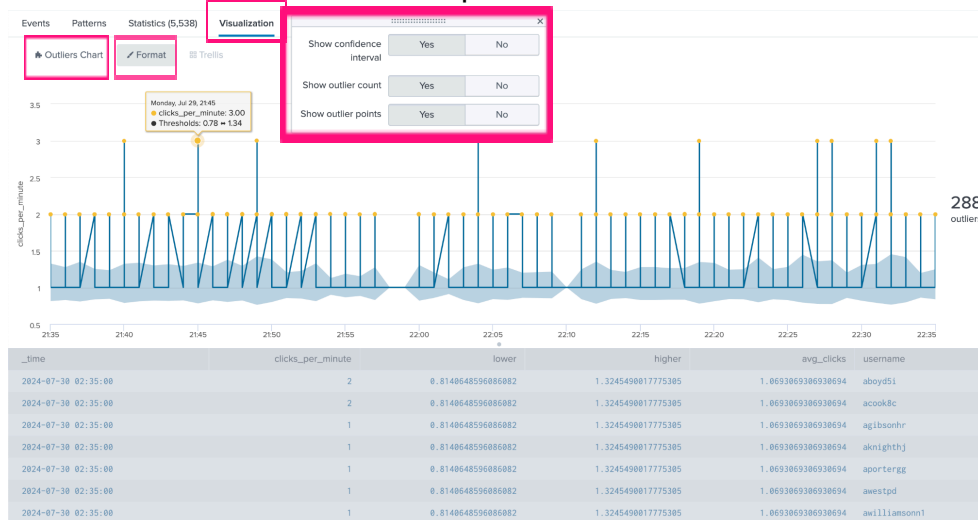 Events Patterns Statistics (5,538) Visualization
Outliers Chart Format Trellis
Show confidence interval Yes No
Show outlier count Yes No
Show outlier points Yes No
Monday, Jul 29, 21:45
clicks_per_minute: 3.00
Thresholds: 0.78 ↔ 1.34
clicks_per_minute
3.5
3
2.5
2
1.5
1
0.5
21:35 21:40 21:45 21:50 21:55 22:00 22:05 22:10 22:15 22:20 22:25 22:30 22:35
288
outliers
_time clicks_per_minute lower higher avg_clicks username
2024-07-30 02:35:00 2 0.8140648596086082 1.3245490017775305 1.0693069306930694 aboyd5i
2024-07-30 02:35:00 2 0.8140648596086082 1.3245490017775305 1.0693069306930694 acook8c
2024-07-30 02:35:00 1 0.8140648596086082 1.3245490017775305 1.0693069306930694 agibsonhr
2024-07-30 02:35:00 1 0.8140648596086082 1.3245490017775305 1.0693069306930694 aknighthj
2024-07-30 02:35:00 1 0.8140648596086082 1.3245490017775305 1.0693069306930694 aportergg
2024-07-30 02:35:00 1 0.8140648596086082 1.3245490017775305 1.0693069306930694 awestpd
2024-07-30 02:35:00 1 0.8140648596086082 1.3245490017775305 1.0693069306930694 awilliamsonn1